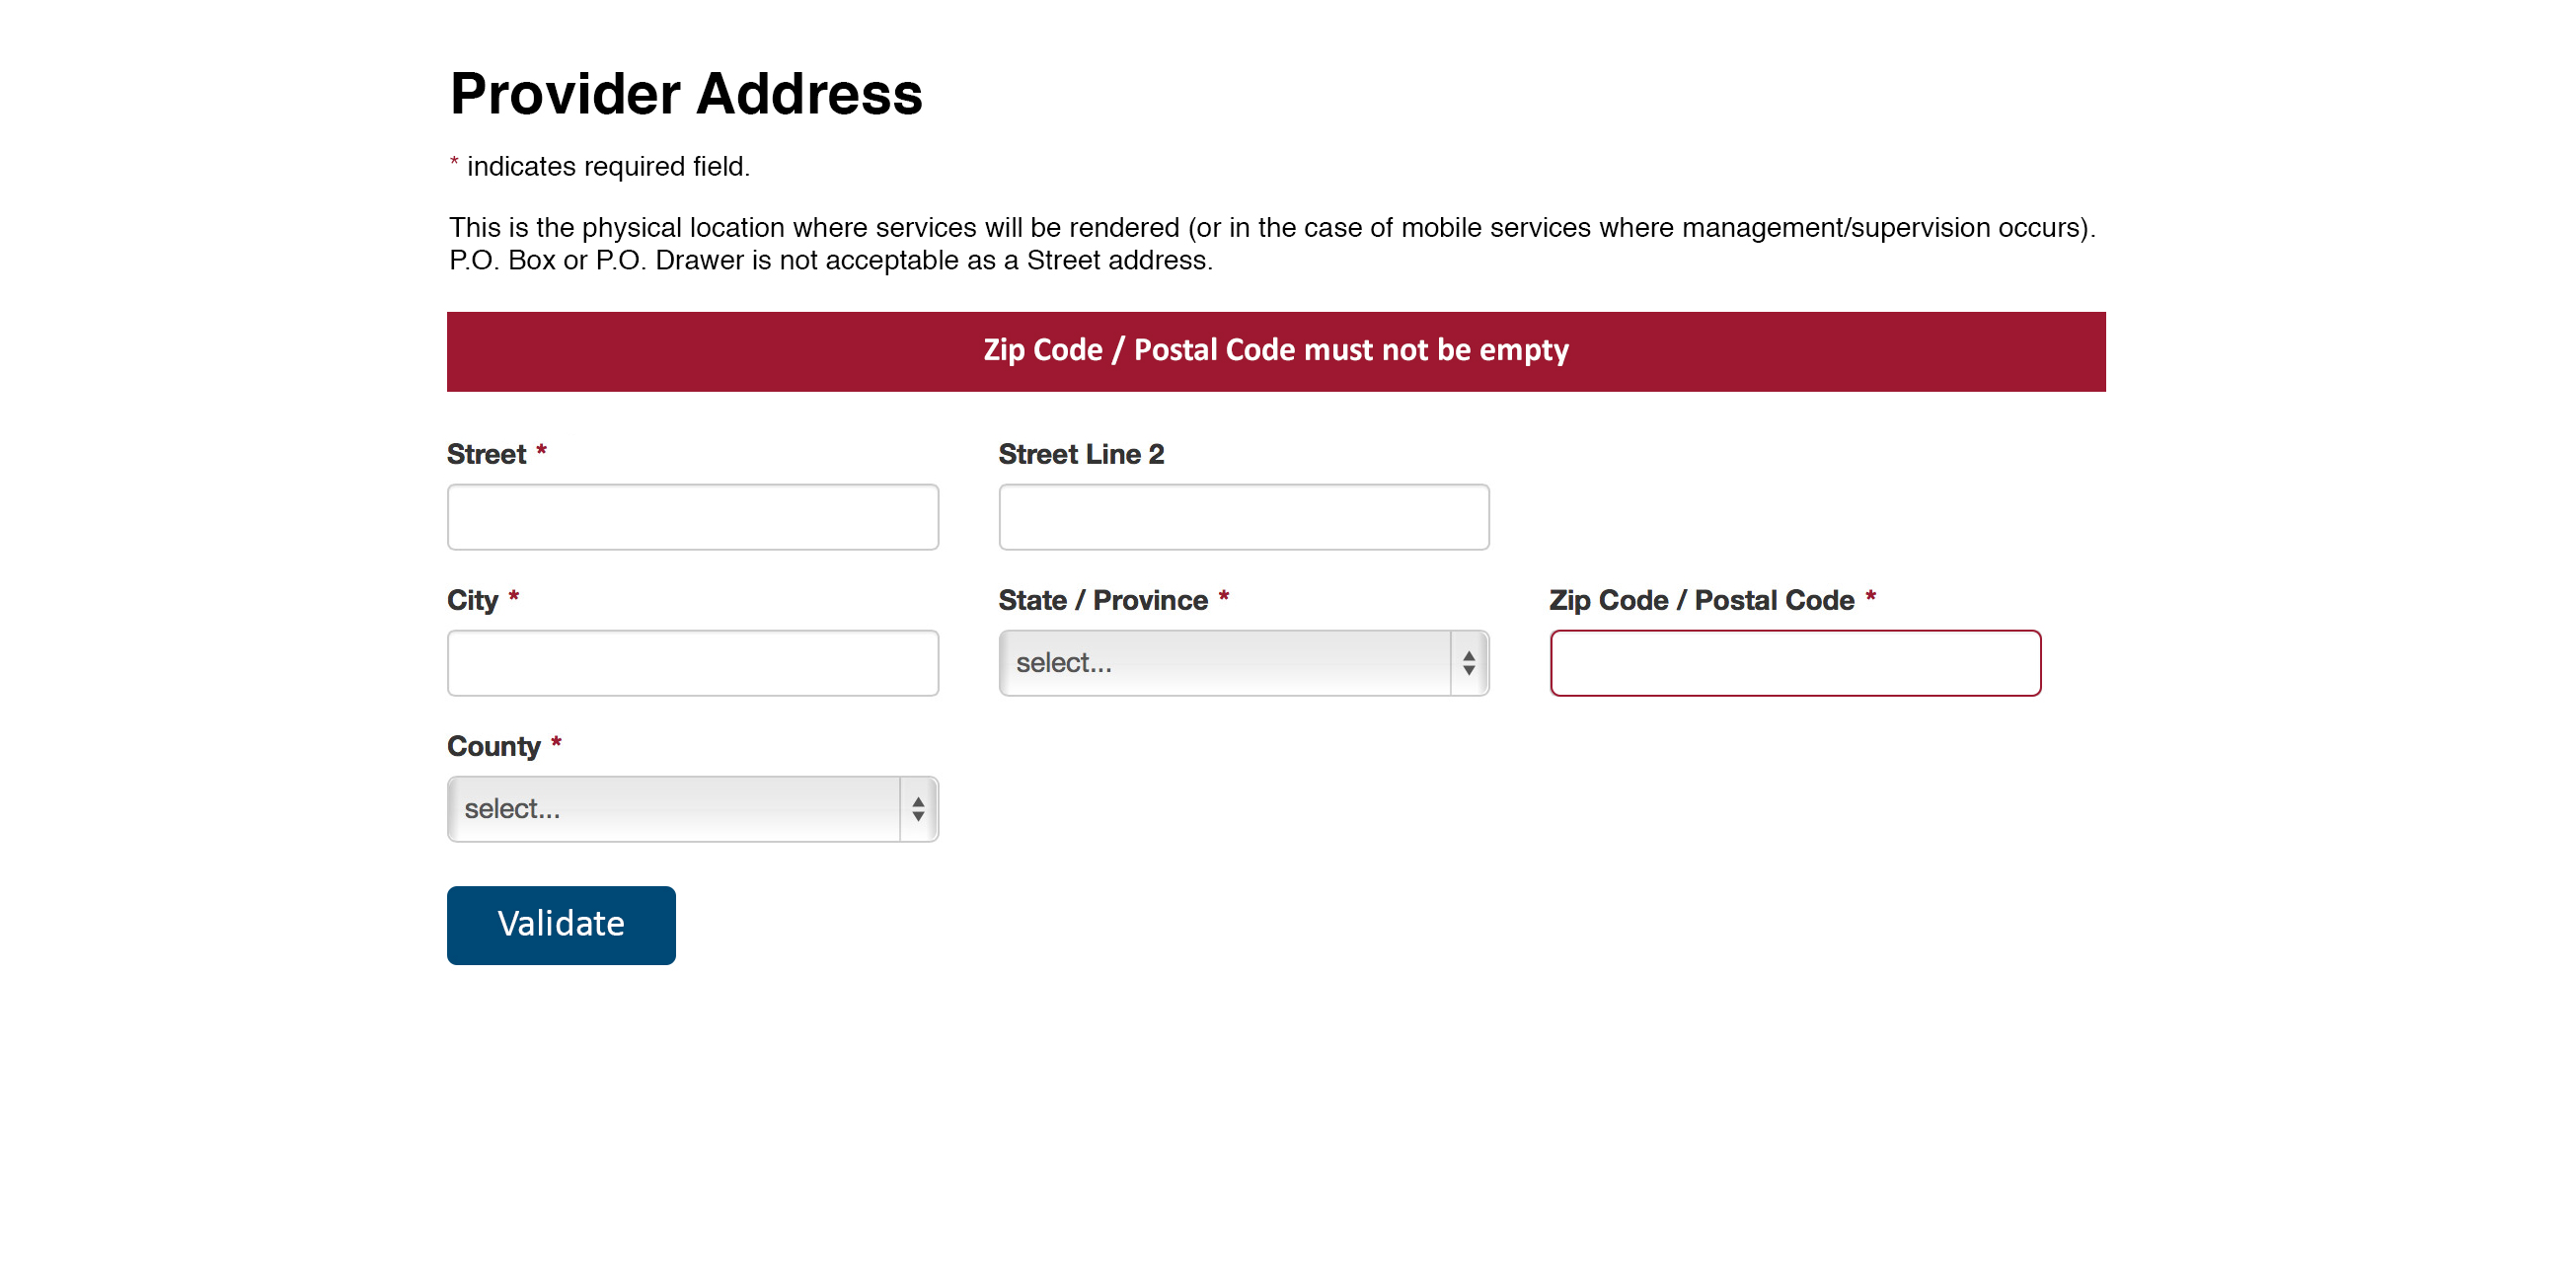 Provider Address
* indicates required field.
This is the physical location where services will be rendered (or in the case of mobile services where management/supervision occurs).
P.O. Box or P.O. Drawer is not acceptable as a Street address.
Zip Code / Postal Code must not be empty
Street *
Street Line 2
City *
State / Province *
Zip Code / Postal Code *
select...
County *
select...
Validate